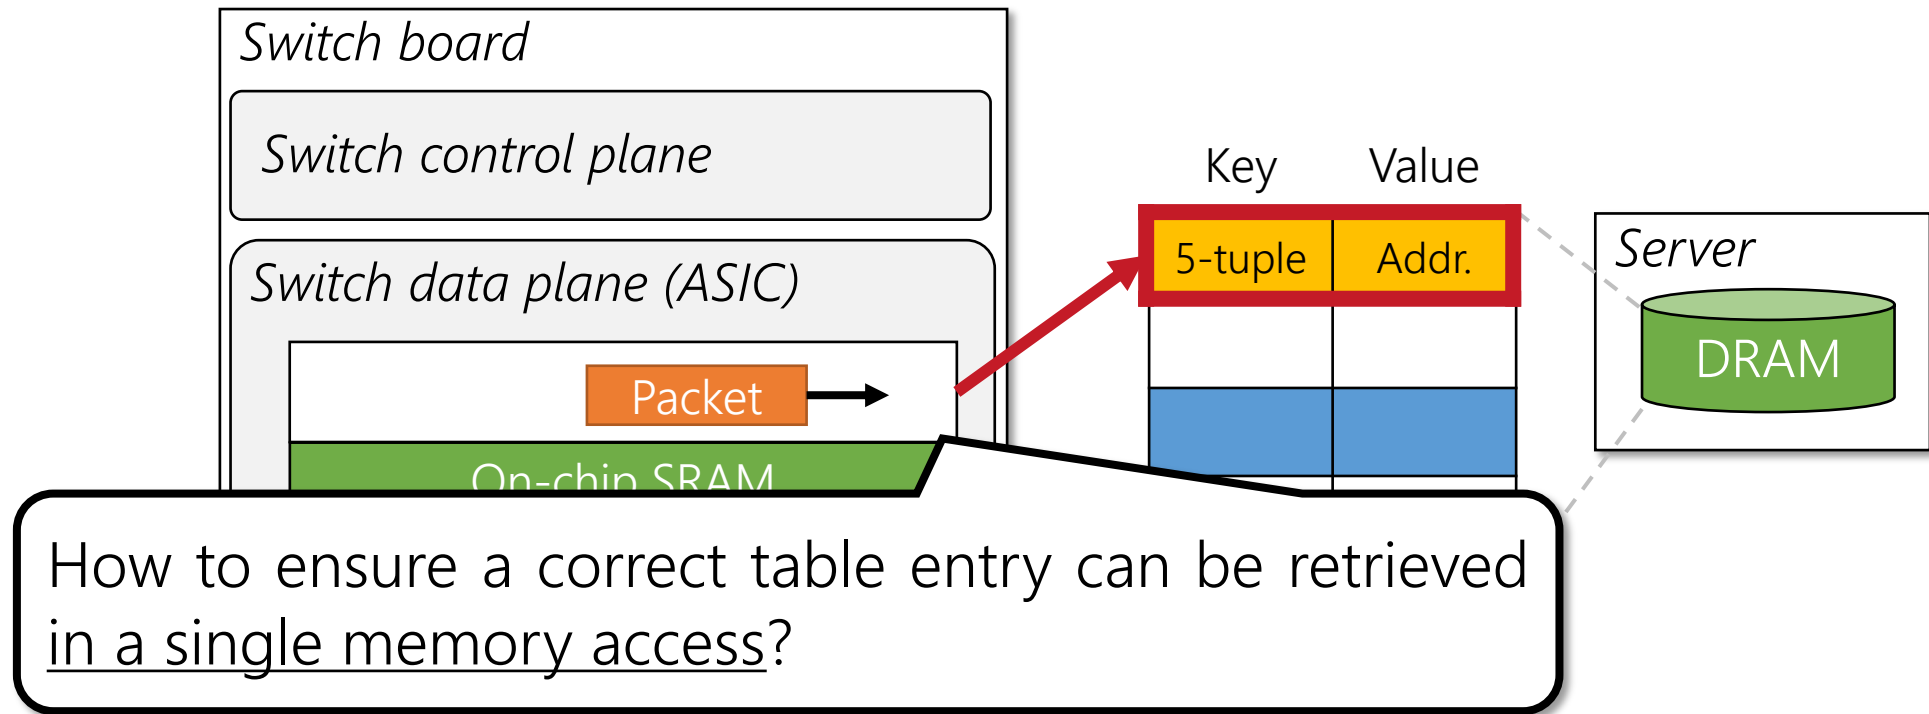 Switch board
Switch control plane
Switch data plane (ASIC)
Packet
On-chip SRAM
Key Value
5-tuple Addr.
Server
DRAM
How to ensure a correct table entry can be retrieved
in a single memory access?